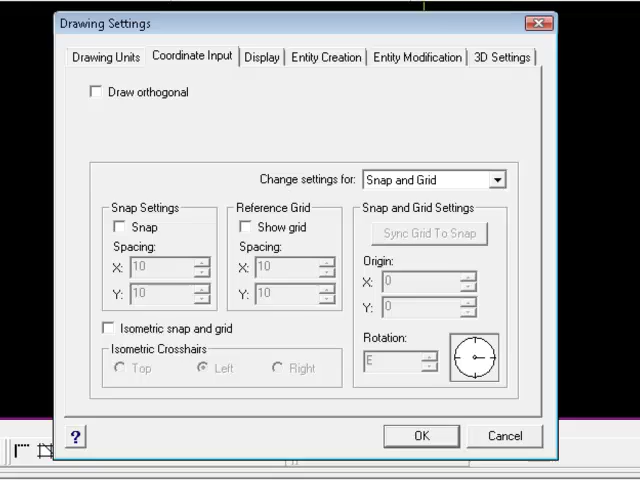 Drawing Settings
Drawing Units
Coordinate Input
Display
Entity Creation
Entity Modification
3D Settings
Draw orthogonal
Change settings for: Snap and Grid
Snap Settings
Snap
Spacing:
X: 10
Y: 10
Reference Grid
Show grid
Spacing:
X: 10
Y: 10
Snap and Grid Settings
Sync Grid To Snap
Origin:
X: 0
Y: 0
Rotation:
E
Isometric snap and grid
Isometric Crosshairs
Top
Left
Right
?
OK
Cancel